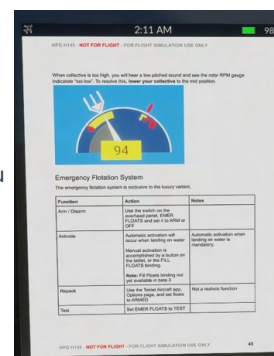 2:11 AM
98
HPG H145 - NOT FOR FLIGHT - FOR FLIGHT SIMULATION USE ONLY
When collective is too high, you will hear a low pitched sound and see the rotor RPM gauge
indicatate "too low". To resolve this, lower your collective to the mid position.
94
Emergency Flotation System
The emergency flotation system is exclusive to the luxury variant.
Function Action Notes
Arm / Disarm Use the switch on the
overhead panel, EMER
FLOATS and set it to ARM or
OFF
Activate Automatic activation will Automatic activation when
occur when landing on water landing on water is
mandatory.
Manual activation is
accomplished by a button on
the tablet, or the FILL
FLOATS binding.
Note: Fill Floats binding not
yet available in beta 3
Repack Use the Tablet Aircraft app, Not a realistic function
Options page, and set floats
to ARMED
Test Set EMER FLOATS to TEST
HPG H145 - NOT FOR FLIGHT - FOR FLIGHT SIMULATION USE ONLY 43